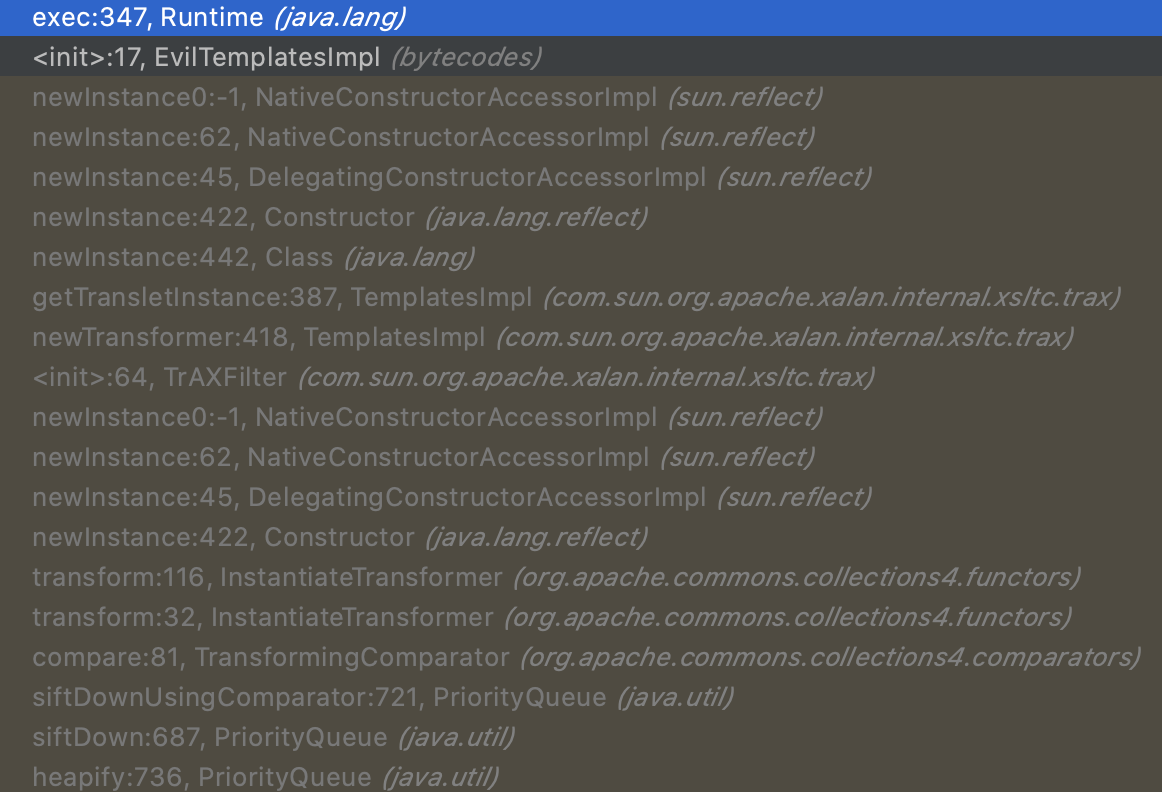 exec:347, Runtime (java.lang)
<init>:17, EvilTemplatesImpl (bytecodes)
newInstance0:-1, NativeConstructorAccessorImpl (sun.reflect)
newInstance:62, NativeConstructorAccessorImpl (sun.reflect)
newInstance:45, DelegatingConstructorAccessorImpl (sun.reflect)
newInstance:422, Constructor (java.lang.reflect)
newInstance:442, Class (java.lang)
getTransletInstance:387, TemplatesImpl (com.sun.org.apache.xalan.internal.xsltc.trax)
newTransformer:418, TemplatesImpl (com.sun.org.apache.xalan.internal.xsltc.trax)
<init>:64, TrAXFilter (com.sun.org.apache.xalan.internal.xsltc.trax)
newInstance0:-1, NativeConstructorAccessorImpl (sun.reflect)
newInstance:62, NativeConstructorAccessorImpl (sun.reflect)
newInstance:45, DelegatingConstructorAccessorImpl (sun.reflect)
newInstance:422, Constructor (java.lang.reflect)
transform:116, InstantiateTransformer (org.apache.commons.collections4.functors)
transform:32, InstantiateTransformer (org.apache.commons.collections4.functors)
compare:81, TransformingComparator (org.apache.commons.collections4.comparators)
siftDownUsingComparator:721, PriorityQueue (java.util)
siftDown:687, PriorityQueue (java.util)
heapify:736, PriorityQueue (java.util)